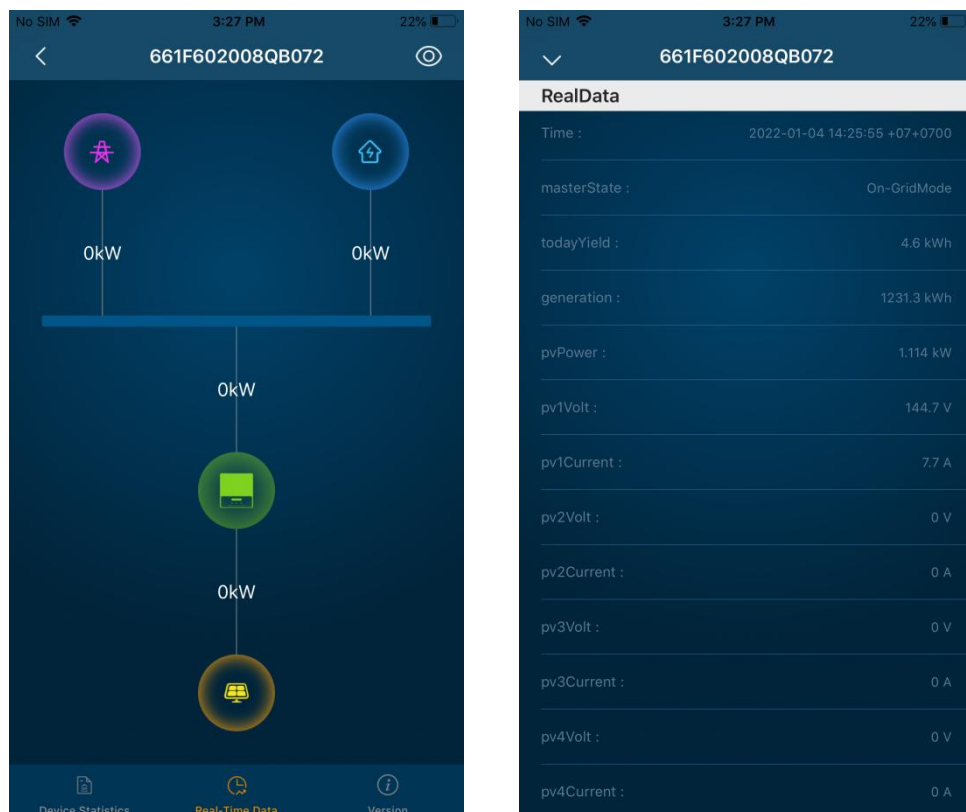 No SIM 3:27 PM 22%
661F602008QB072
0kW 0kW
0kW
0kW
Device Statistics Real-Time Data Version
No SIM 3:27 PM 22%
661F602008QB072
RealData
Time : 2022-01-04 14:25:55 +07+0700
masterState : On-GridMode
todayYield : 4.6 kWh
generation : 1231.3 kWh
pvPower : 1.114 kW
pv1Volt : 144.7 V
pv1Current : 7.7 A
pv2Volt : 0 V
pv2Current : 0 A
pv3Volt : 0 V
pv3Current : 0 A
pv4Volt : 0 V
pv4Current : 0 A